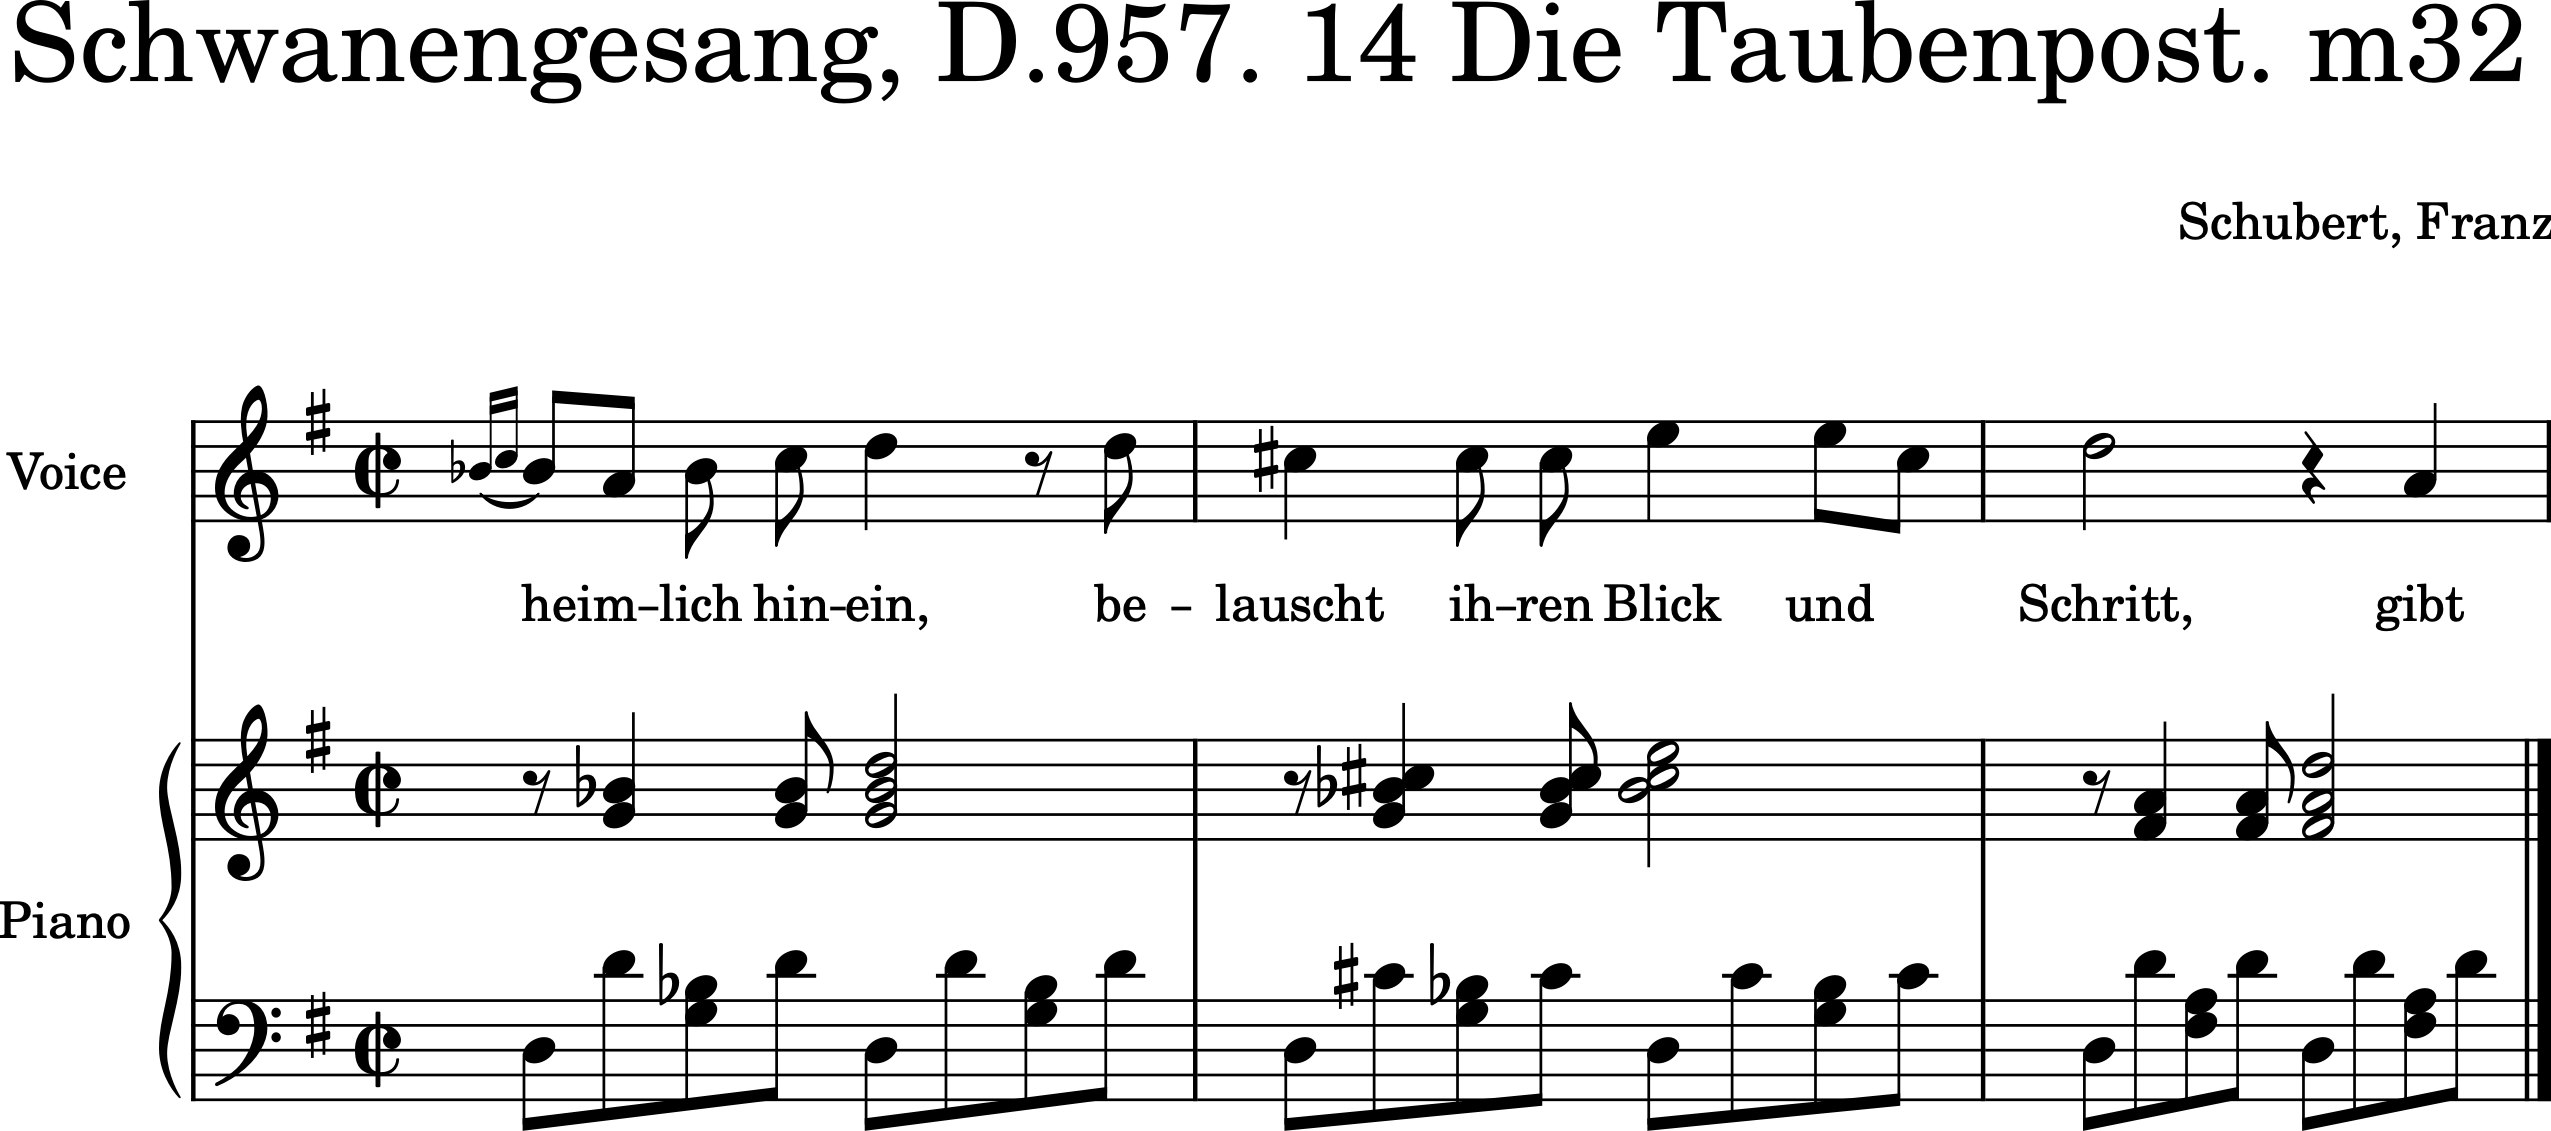 Schwanengesang, D.957. 14 Die Taubenpost. m32
Schubert, Franz
Voice
heim–lich hin–ein, be – lauscht ih–ren Blick und Schritt, gibt
Piano